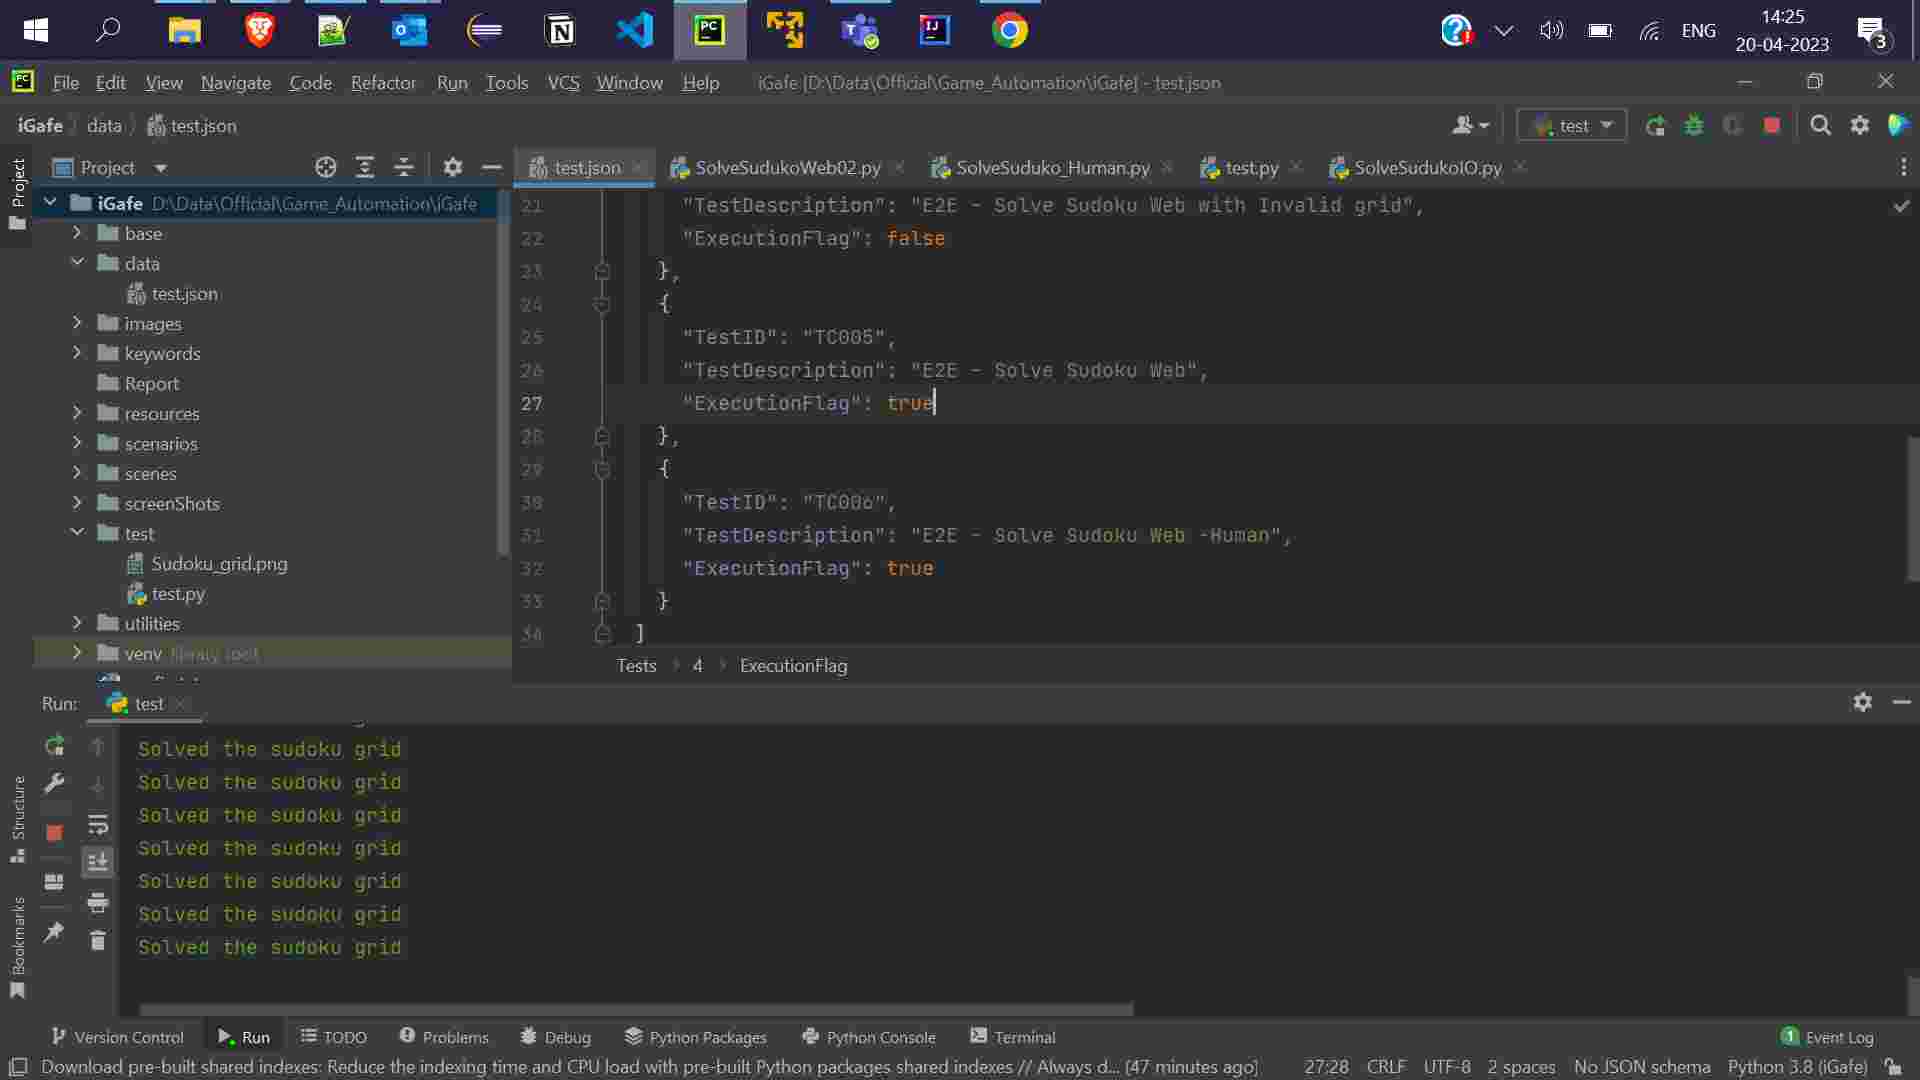 ENG
14:25
20-04-2023
3
PC
File Edit View Navigate Code Refactor Run Tools VCS Window Help iGafe [D:\Data\Official\Game_Automation\iGafe] - test.json
iGafe data test.json
test
Project
Project
test.json
SolveSudukoWeb02.py
SolveSuduko_Human.py
test.py
SolveSudukoIO.py
iGafe D:\Data\Official\Game_Automation\iGafe
base
data
test.json
images
keywords
Report
resources
scenarios
scenes
screenShots
test
Sudoku_grid.png
test.py
utilities
venv library root
21 "TestDescription": "E2E - Solve Sudoku Web with Invalid grid",
22 "ExecutionFlag": false
23 },
24 {
25 "TestID": "TC005",
26 "TestDescription": "E2E - Solve Sudoku Web",
27 "ExecutionFlag": true
28 },
29 {
30 "TestID": "TC006",
31 "TestDescription": "E2E - Solve Sudoku Web -Human",
32 "ExecutionFlag": true
33 }
34 ]
Tests 4 ExecutionFlag
Run: test
Solved the sudoku grid
Solved the sudoku grid
Solved the sudoku grid
Solved the sudoku grid
Solved the sudoku grid
Solved the sudoku grid
Solved the sudoku grid
Structure
Bookmarks
Version Control Run TODO Problems Debug Python Packages Python Console Terminal
1 Event Log
Download pre-built shared indexes: Reduce the indexing time and CPU load with pre-built Python packages shared indexes // Always d... (47 minutes ago)
27:28 CRLF UTF-8 2 spaces No JSON schema Python 3.8 (iGafe)